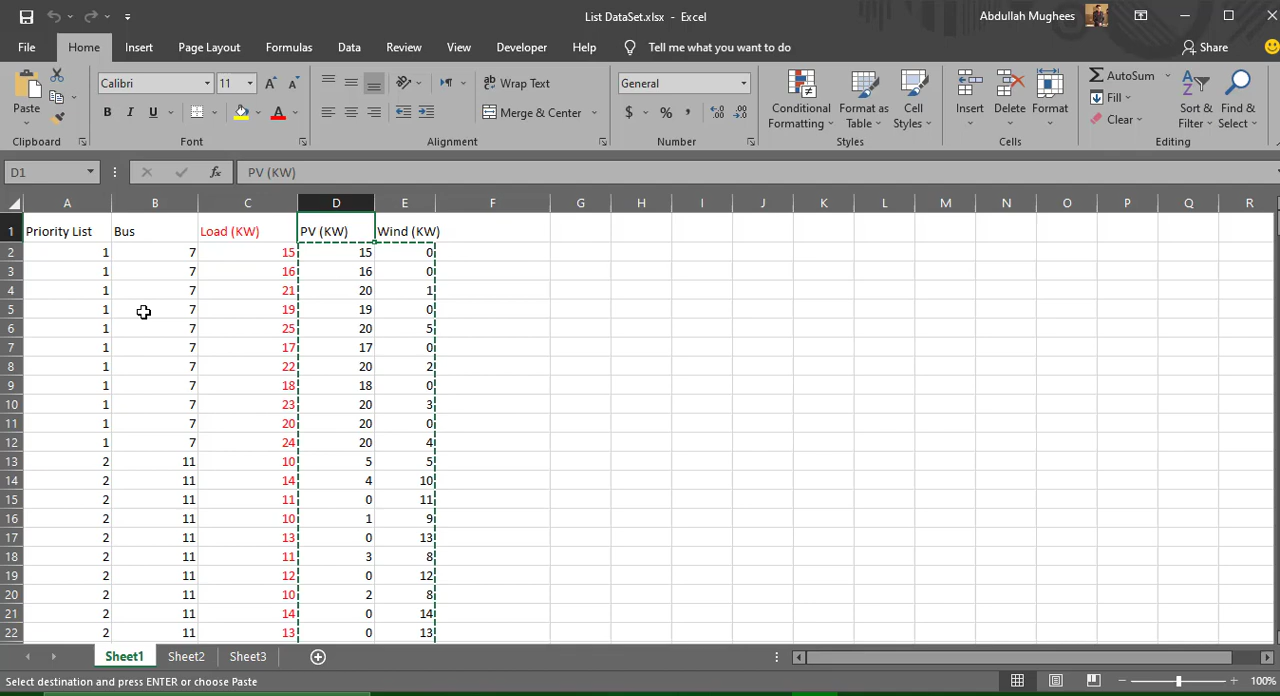 List DataSet.xlsx - Excel
Abdullah Mughees
File Home Insert Page Layout Formulas Data Review View Developer Help Tell me what you want to do Share
Paste
Clipboard
Calibri 11
B I U
Font
Wrap Text
Merge & Center
Alignment
General
$ % ,
Number
Conditional Formatting
Format as Table
Cell Styles
Styles
Insert Delete Format
Cells
AutoSum
Fill
Clear
Sort & Filter
Find & Select
Editing
D1 fx PV (KW)
A B C D E F G H I J K L M N O P Q R
1 Priority List Bus Load (KW) PV (KW) Wind (KW)
2 1 7 15 15 0
3 1 7 16 16 0
4 1 7 21 20 1
5 1 7 19 19 0
6 1 7 25 20 5
7 1 7 17 17 0
8 1 7 22 20 2
9 1 7 18 18 0
10 1 7 23 20 3
11 1 7 20 20 0
12 1 7 24 20 4
13 2 11 10 5 5
14 2 11 14 4 10
15 2 11 11 0 11
16 2 11 10 1 9
17 2 11 13 0 13
18 2 11 11 3 8
19 2 11 12 0 12
20 2 11 10 2 8
21 2 11 14 0 14
22 2 11 13 0 13
Sheet1 Sheet2 Sheet3
Select destination and press ENTER or choose Paste
100%